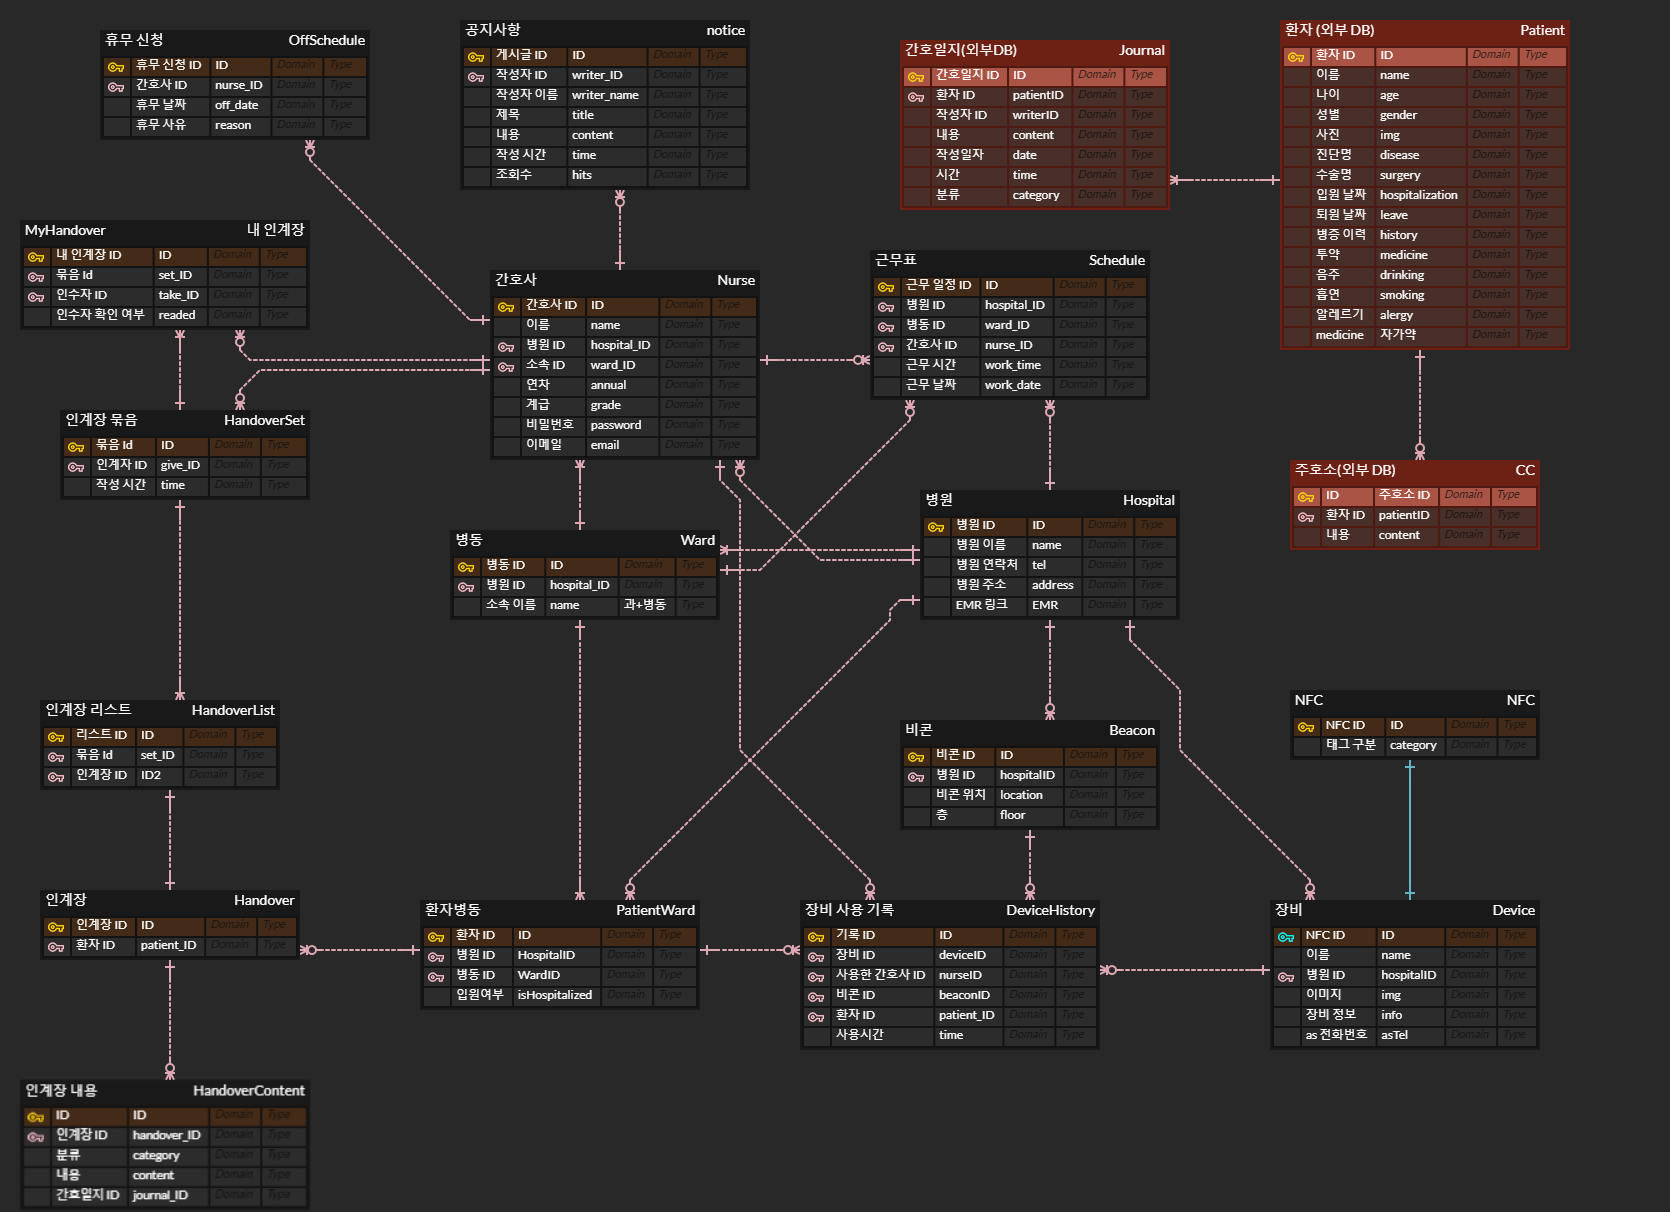 휴무 신청 OffSchedule
휴무 신청 ID ID Domain Type
간호사 ID nurse_ID Domain Type
휴무 날짜 off_date Domain Type
휴무 사유 reason Domain Type
공지사항 notice
게시글 ID ID Domain Type
작성자 ID writer_ID Domain Type
작성자 이름 writer_name Domain Type
제목 title Domain Type
내용 content Domain Type
작성 시간 time Domain Type
조회수 hits Domain Type
간호일지(외부DB) Journal
간호일지 ID ID Domain Type
환자 ID patientID Domain Type
작성자 ID writerID Domain Type
내용 content Domain Type
작성일자 date Domain Type
시간 time Domain Type
분류 category Domain Type
환자 (외부 DB) Patient
환자 ID ID Domain Type
이름 name Domain Type
나이 age Domain Type
성별 gender Domain Type
사진 img Domain Type
진단명 disease Domain Type
수술명 surgery Domain Type
입원 날짜 hospitalization Domain Type
퇴원 날짜 leave Domain Type
병증 이력 history Domain Type
투약 medicine Domain Type
음주 drinking Domain Type
흡연 smoking Domain Type
알레르기 alergy Domain Type
medicine 자가약 Domain Type
MyHandover 내 인계장
내 인계장 ID ID Domain Type
묶음 Id set_ID Domain Type
인수자 ID take_ID Domain Type
인수자 확인 여부 readed Domain Type
간호사 Nurse
간호사 ID ID Domain Type
이름 name Domain Type
병원 ID hospital_ID Domain Type
소속 ID ward_ID Domain Type
연차 annual Domain Type
계급 grade Domain Type
비밀번호 password Domain Type
이메일 email Domain Type
근무표 Schedule
근무 일정 ID ID Domain Type
병원 ID hospital_ID Domain Type
병동 ID ward_ID Domain Type
간호사 ID nurse_ID Domain Type
근무 시간 work_time Domain Type
근무 날짜 work_date Domain Type
인계장 묶음 HandoverSet
묶음 Id ID Domain Type
인계자 ID give_ID Domain Type
작성 시간 time Domain Type
주호소(외부 DB) CC
ID 주호소 ID Domain Type
환자 ID patientID Domain Type
내용 content Domain Type
병동 Ward
병동 ID ID Domain Type
병원 ID hospital_ID Domain Type
소속 이름 name 과+병동 Type
병원 Hospital
병원 ID ID Domain Type
병원 이름 name Domain Type
병원 연락처 tel Domain Type
병원 주소 address Domain Type
EMR 링크 EMR Domain Type
인계장 리스트 HandoverList
리스트 ID ID Domain Type
묶음 Id set_ID Domain Type
인계장 ID ID2 Domain Type
비콘 Beacon
비콘 ID ID Domain Type
병원 ID hospitalID Domain Type
비콘 위치 location Domain Type
층 floor Domain Type
NFC NFC
NFC ID ID Domain Type
태그 구분 category Domain Type
인계장 Handover
인계장 ID ID Domain Type
환자 ID patient_ID Domain Type
환자병동 PatientWard
환자 ID ID Domain Type
병원 ID HospitalID Domain Type
병동 ID WardID Domain Type
입원여부 isHospitalized Domain Type
장비 사용 기록 DeviceHistory
기록 ID ID Domain Type
장비 ID deviceID Domain Type
사용한 간호사 ID nurseID Domain Type
비콘 ID beaconID Domain Type
환자 ID patient_ID Domain Type
사용시간 time Domain Type
장비 Device
NFC ID ID Domain Type
이름 name Domain Type
병원 ID hospitalID Domain Type
이미지 img Domain Type
장비 정보 info Domain Type
as 전화번호 asTel Domain Type
인계장 내용 HandoverContent
ID ID Domain Type
인계장 ID handover_ID Domain Type
분류 category Domain Type
내용 content Domain Type
간호일지 ID journal_ID Domain Type